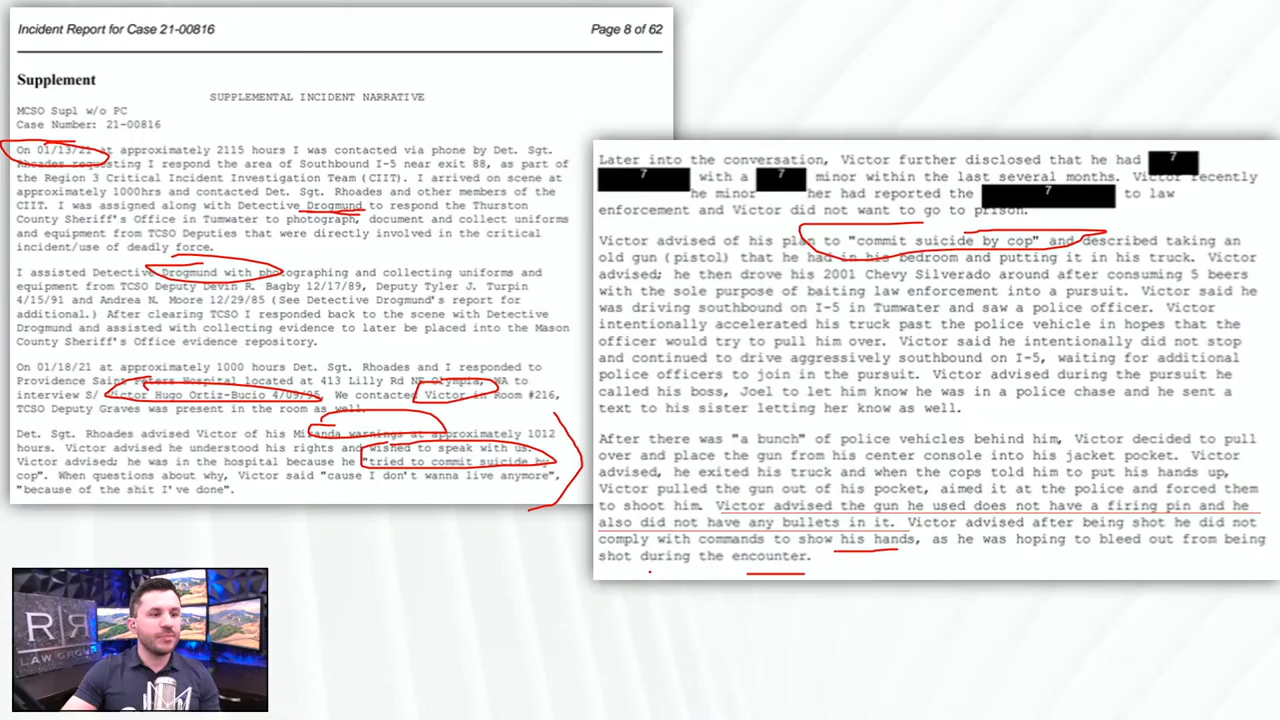 Incident Report for Case 21-00816
Page 8 of 62
Supplement
SUPPLEMENTAL INCIDENT NARRATIVE
MCSO Supl w/o PC
Case Number: 21-00816
On 01/13/21 at approximately 2115 hours I was contacted via phone by Det. Sgt.
Rhoades requesting I respond the area of Southbound I-5 near exit 88, as part of
the Region 3 Critical Incident Investigation Team (CIIT). I arrived on scene at
approximately 1000hrs and contacted Det. Sgt. Rhoades and other members of the
CIIT. I was assigned along with Detective Drogmund to respond the Thurston
County Sheriff's Office in Tumwater to photograph, document and collect uniforms
and equipment from TCSO Deputies that were directly involved in the critical
incident/use of deadly force.
I assisted Detective Drogmund with photographing and collecting uniforms and
equipment from TCSO Deputies Devin R. Bagby 12/17/89, Deputy Tyler J. Turpin
4/15/91 and Andrea N. Moore 12/29/85 (See Detective Drogmund's report for
additional.) After clearing TCSO I responded back to the scene with Detective
Drogmund and assisted with collecting evidence to later be placed into the Mason
County Sheriff's Office evidence repository.
On 01/18/21 at approximately 1000 hours Det. Sgt. Rhoades and I responded to
Providence Saint Peters Hospital located at 413 Lilly Rd NE Olympia, WA to
interview S/ Victor Hugo Ortiz-Bucio 4/09/98. We contacted Victor in Room #216,
TCSO Deputy Graves was present in the room as well.
Det. Sgt. Rhoades advised Victor of his Miranda warnings at approximately 1012
hours. Victor advised he understood his rights and wished to speak with us.
Victor advised; he was in the hospital because he "tried to commit suicide by
cop". When questions about why, Victor said "cause I don't wanna live anymore",
"because of the shit I've done".
Later into the conversation, Victor further disclosed that he had 7
7 with a 7 minor within the last several months. Victor recently
he minor her had reported the 7 to law
enforcement and Victor did not want to go to prison.
Victor advised of his plan to "commit suicide by cop" and described taking an
old gun (pistol) that he had in his bedroom and putting it in his truck. Victor
advised; he then drove his 2001 Chevy Silverado around after consuming 5 beers
with the sole purpose of baiting law enforcement into a pursuit. Victor said he
was driving southbound on I-5 in Tumwater and saw a police officer. Victor
intentionally accelerated his truck past the police vehicle in hopes that the
officer would try to pull him over. Victor said he intentionally did not stop
and continued to drive aggressively southbound on I-5, waiting for additional
police officers to join in the pursuit. Victor advised during the pursuit he
called his boss, Joel to let him know he was in a police chase and he sent a
text to his sister letting her know as well.
After there was "a bunch" of police vehicles behind him, Victor decided to pull
over and place the gun from his center console into his jacket pocket. Victor
advised, he exited his truck and when the cops told him to put his hands up,
Victor pulled the gun out of his pocket, aimed it at the police and forced them
to shoot him. Victor advised the gun he used does not have a firing pin and he
also did not have any bullets in it. Victor advised after being shot he did not
comply with commands to show his hands, as he was hoping to bleed out from being
shot during the encounter.
R|R
LAW GROUP